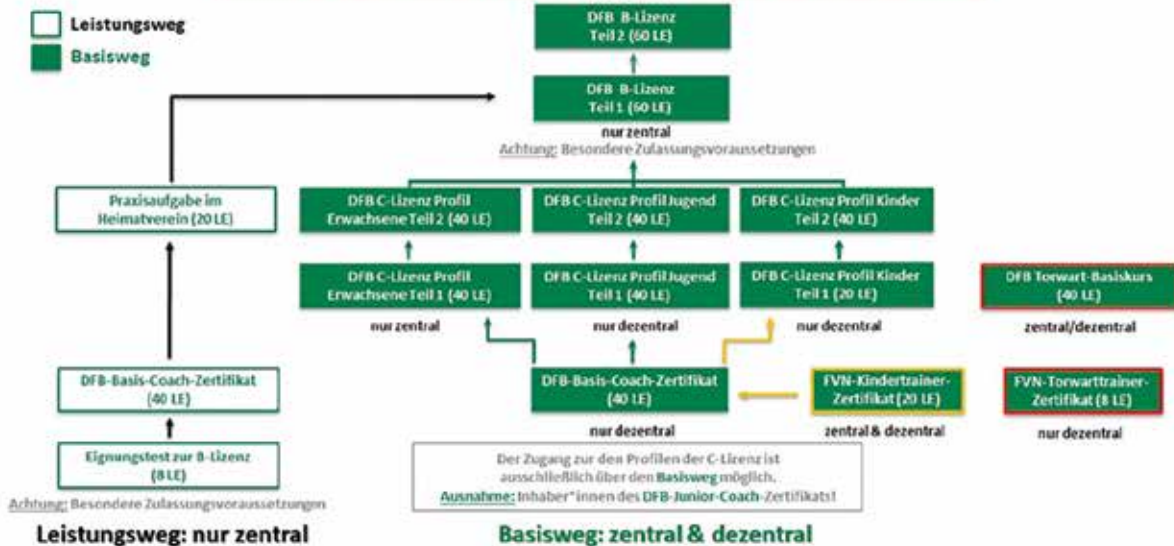 Leistungsweg
Basisweg
DFB B-Lizenz
Teil 2 (60 LE)
DFB B-Lizenz
Teil 1 (60 LE)
nur zentral
Achtung: Besondere Zulassungsvoraussetzungen
Praxisaufgabe im
Heimatverein (20 LE)
DFB C-Lizenz Profil
Erwachsene Teil 2 (40 LE)
DFB C-Lizenz Profil Jugend
Teil 2 (40 LE)
DFB C-Lizenz Profil Kinder
Teil 2 (40 LE)
DFB C-Lizenz Profil
Erwachsene Teil 1 (40 LE)
nur zentral
DFB C-Lizenz Profil Jugend
Teil 1 (40 LE)
nur dezentral
DFB C-Lizenz Profil Kinder
Teil 1 (20 LE)
nur dezentral
DFB Torwart-Basiskurs
(40 LE)
zentral/dezentral
DFB-Basis-Coach-Zertifikat
(40 LE)
DFB-Basis-Coach-Zertifikat
(40 LE)
nur dezentral
FVN-Kindertrainer-
Zertifikat (20 LE)
zentral & dezentral
FVN-Torwarttrainer-
Zertifikat (8 LE)
nur dezentral
Eignungstest zur B-Lizenz
(8 LE)
Achtung: Besondere Zulassungsvoraussetzungen
Der Zugang zur den Profilen der C-Lizenz ist
ausschließlich über den Basisweg möglich.
Ausnahme: Inhaber*innen des DFB-Junior-Coach-Zertifikats!
Leistungsweg: nur zentral
Basisweg: zentral & dezentral